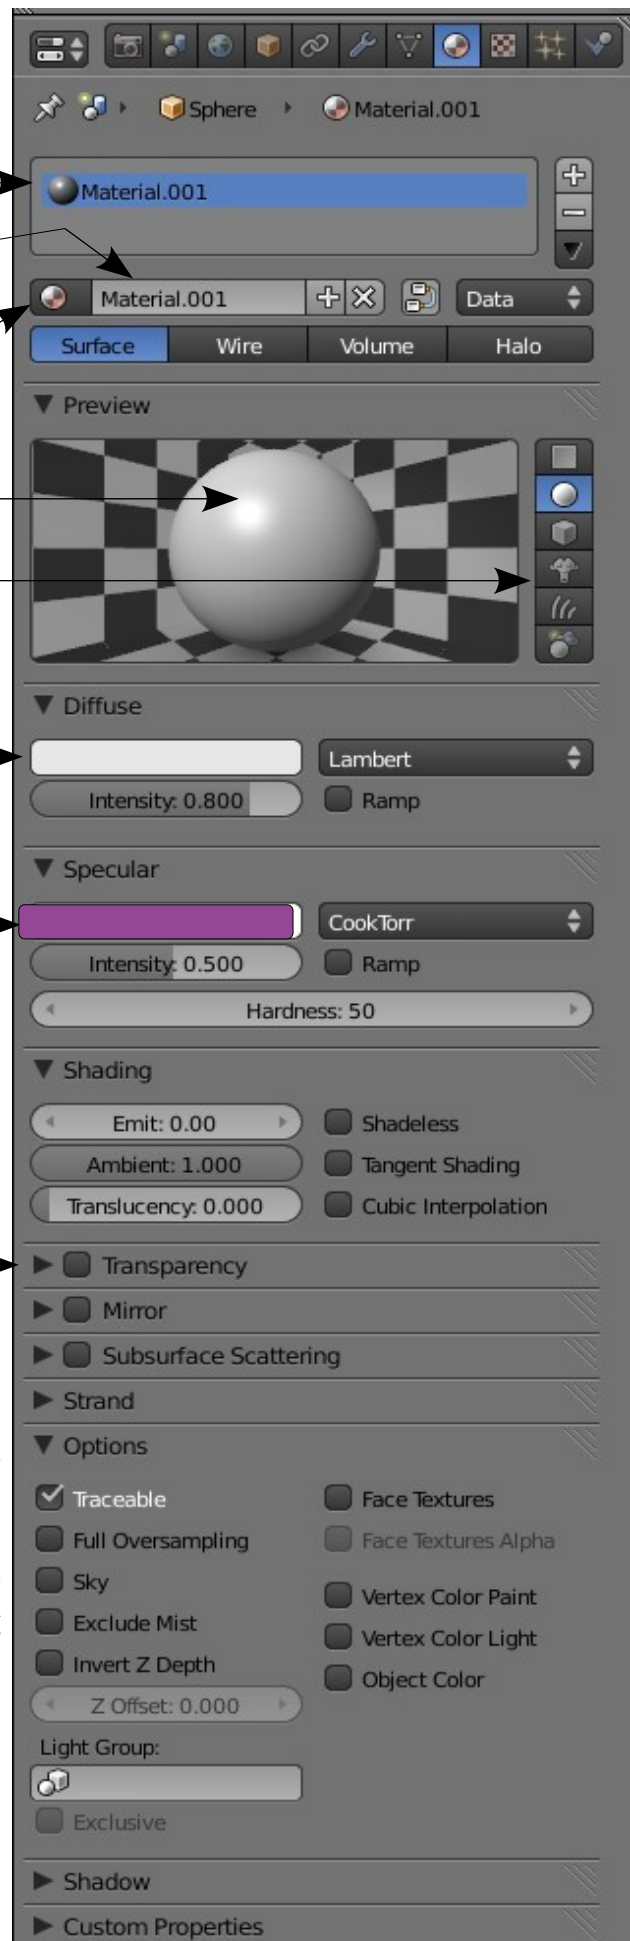 Sphere Material.001
Material.001
Material.001 Data
Surface Wire Volume Halo
Preview
Diffuse
Lambert
Intensity: 0.800 Ramp
Specular
CookTorr
Intensity: 0.500 Ramp
Hardness: 50
Shading
Emit: 0.00 Shadeless
Ambient: 1.000 Tangent Shading
Translucency: 0.000 Cubic Interpolation
Transparency
Mirror
Subsurface Scattering
Strand
Options
Traceable Face Textures
Full Oversampling Face Textures Alpha
Sky
Vertex Color Paint
Exclude Mist
Vertex Color Light
Invert Z Depth
Object Color
Z Offset: 0.000
Light Group:
Exclusive
Shadow
Custom Properties